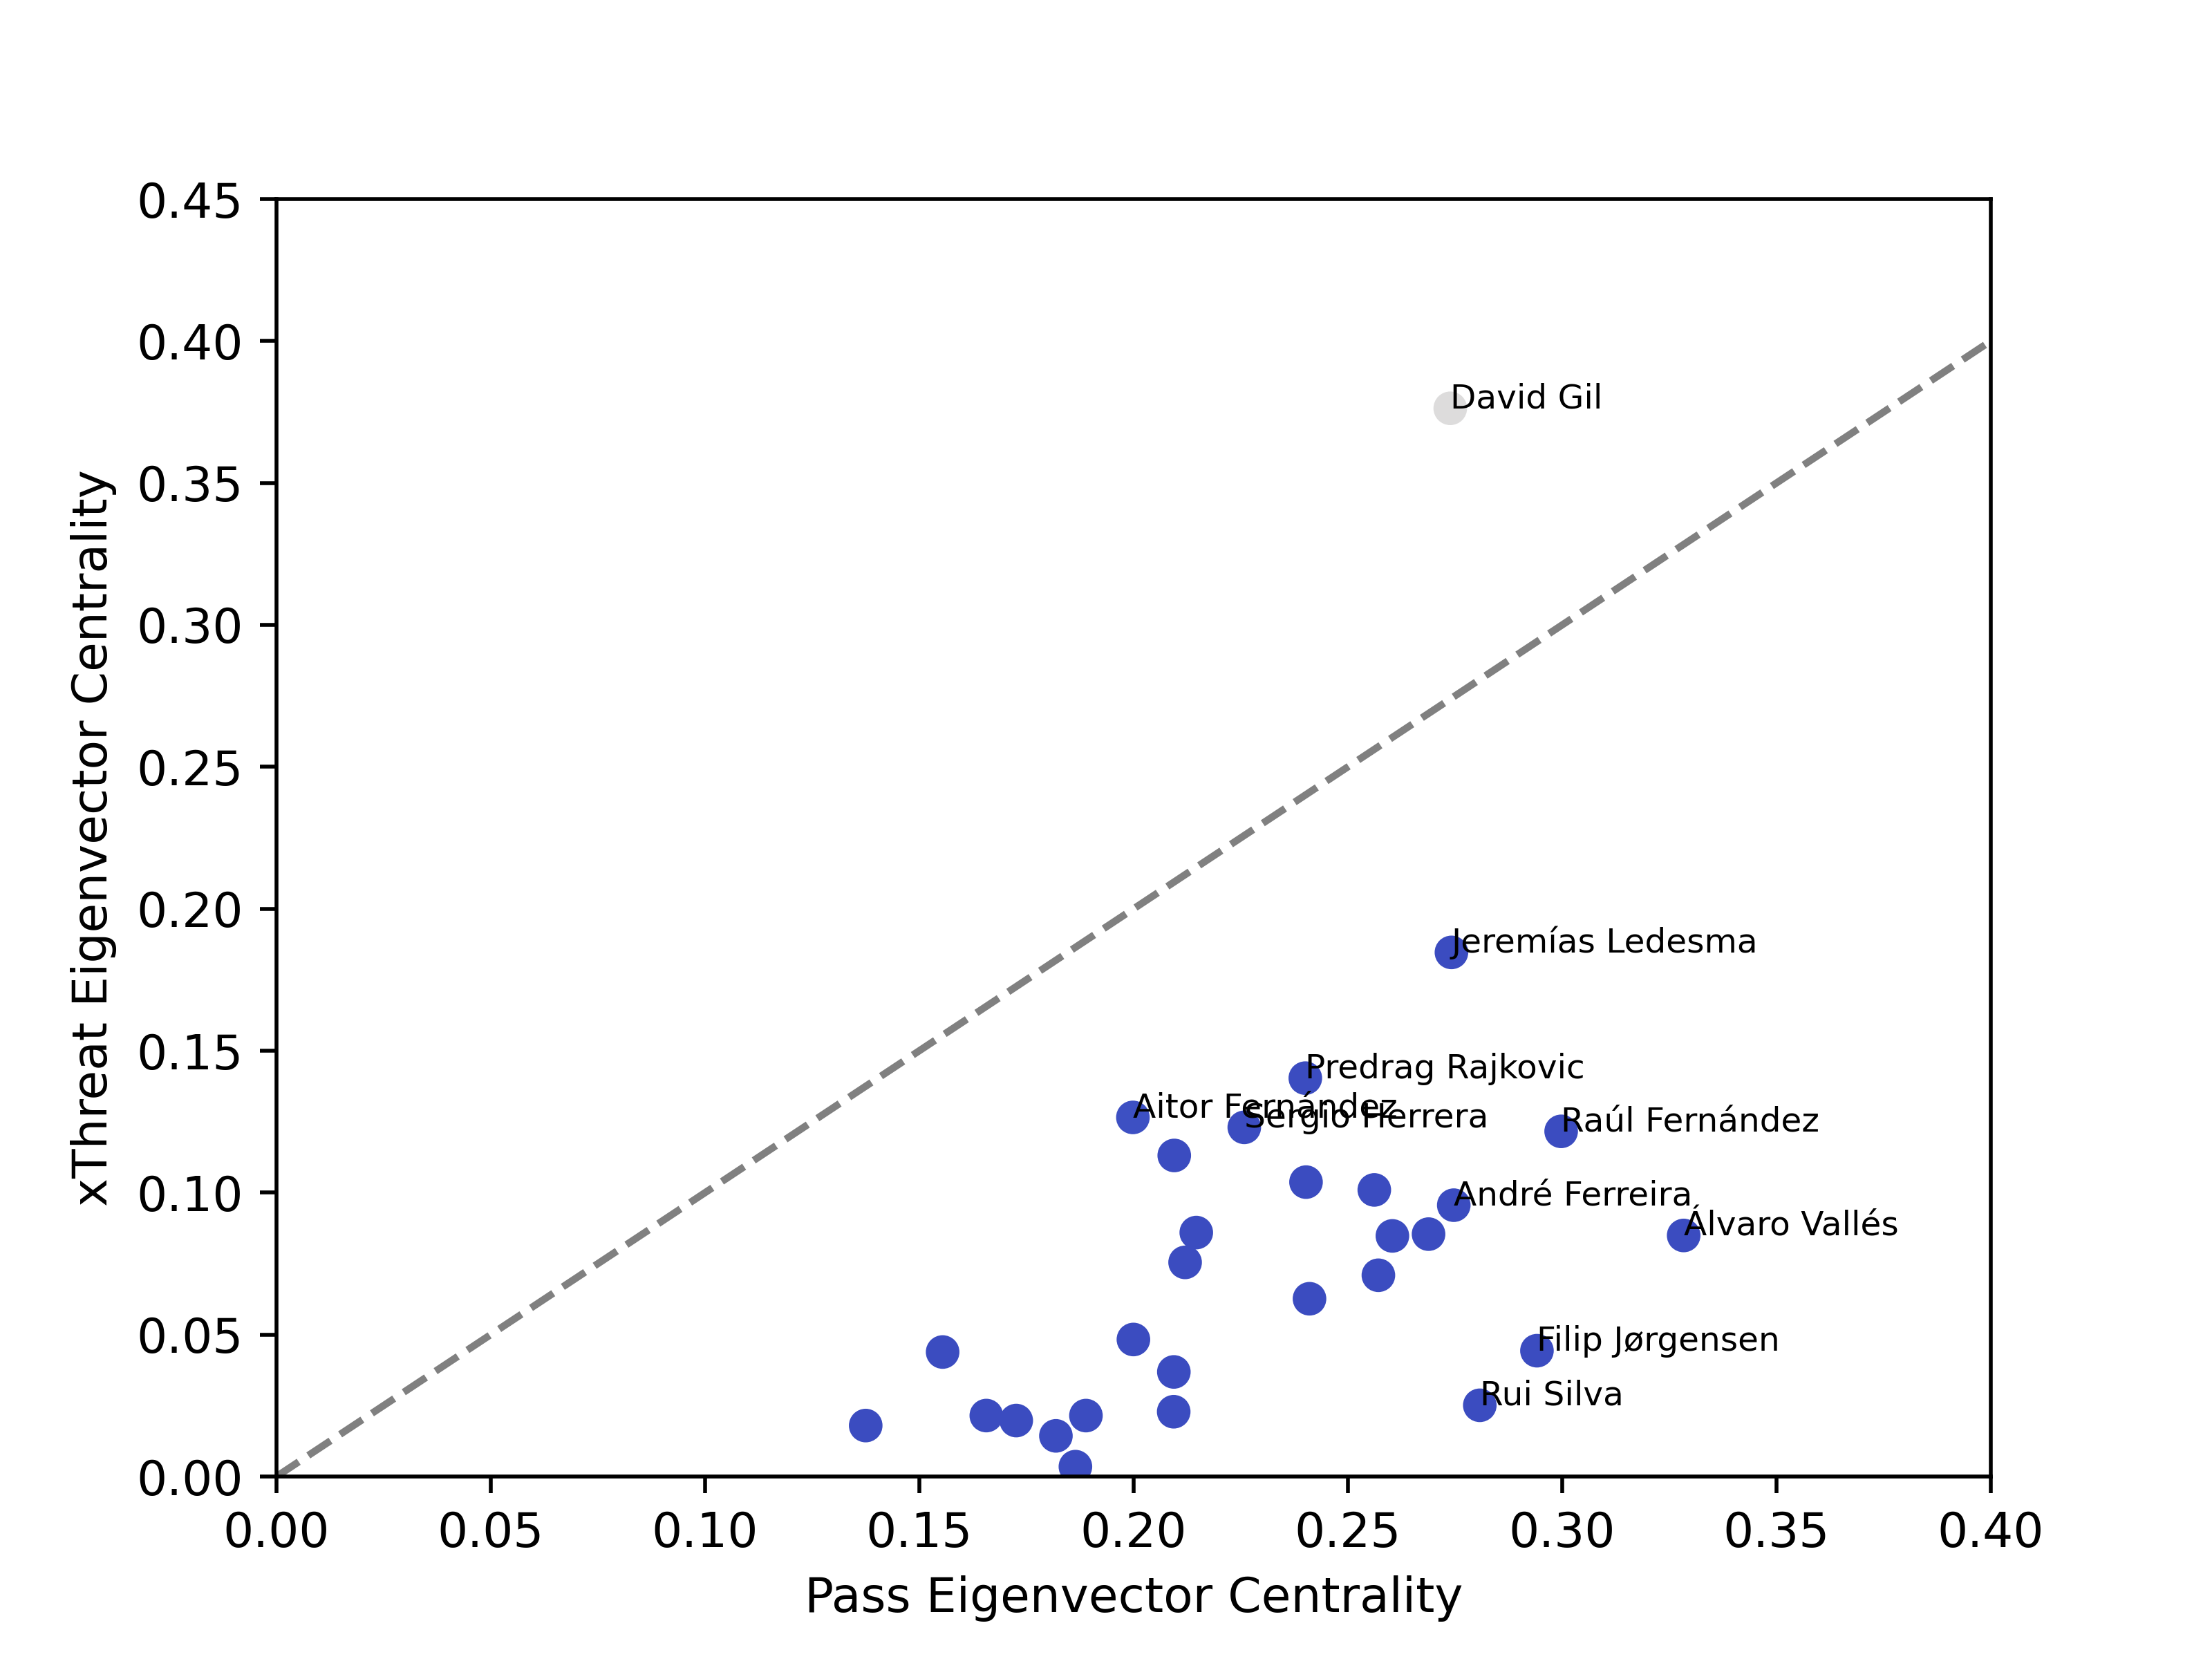 0.45
0.40
0.35
0.30
0.25
0.20
0.15
0.10
0.05
0.00
xThreat Eigenvector Centrality
David Gil
Jeremías Ledesma
Predrag Rajkovic
Aitor Fernández
Sergio Herrera
Raúl Fernández
André Ferreira
Álvaro Vallés
Filip Jørgensen
Rui Silva
0.00 0.05 0.10 0.15 0.20 0.25 0.30 0.35 0.40
Pass Eigenvector Centrality